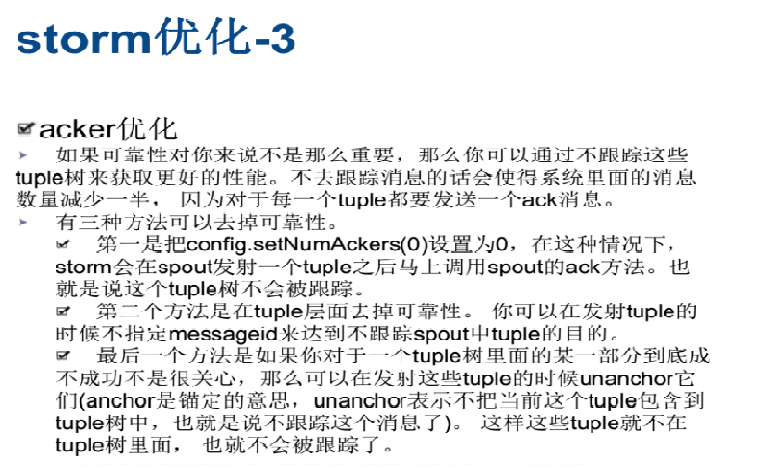 storm优化-3
acker优化
如果可靠性对你来说不是那么重要，那么你可以通过不跟踪这些
tuple树来获取更好的性能。不去跟踪消息的话会使得系统里面的消息
数量减少一半，因为对于每一个tuple都要发送一个ack消息。
有三种方法可以去掉可靠性。
第一是把config.setNumAckers(0)设置为0，在这种情况下，
storm会在spout发射一个tuple之后马上调用spout的ack方法。也
就是说这个tuple树不会被跟踪。
第二个方法是在tuple层面去掉可靠性。 你可以在发射tuple的
时候不指定messageid来达到不跟踪spout中tuple的目的。
最后一个方法是如果你对于一个tuple树里面的某一部分到底成
不成功不是很关心，那么可以在发射这些tuple的时候unanchor它
们(anchor是锚定的意思，unanchor表示不把当前这个tuple包含到
tuple树中，也就是说不跟踪这个消息了)。 这样这些tuple就不在
tuple树里面， 也就不会被跟踪了。